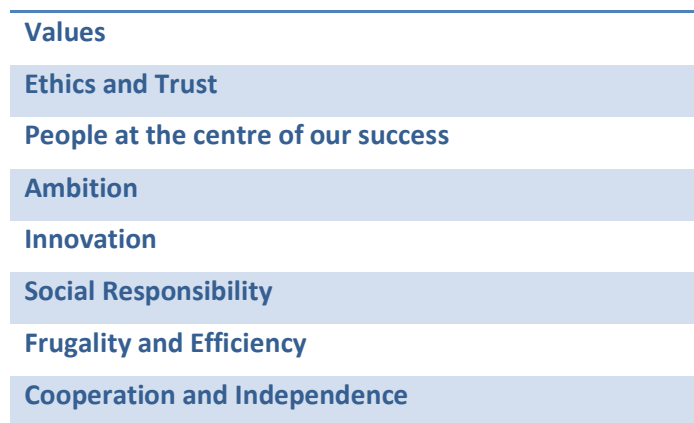 Values
Ethics and Trust
People at the centre of our success
Ambition
Innovation
Social Responsibility
Frugality and Efficiency
Cooperation and Independence